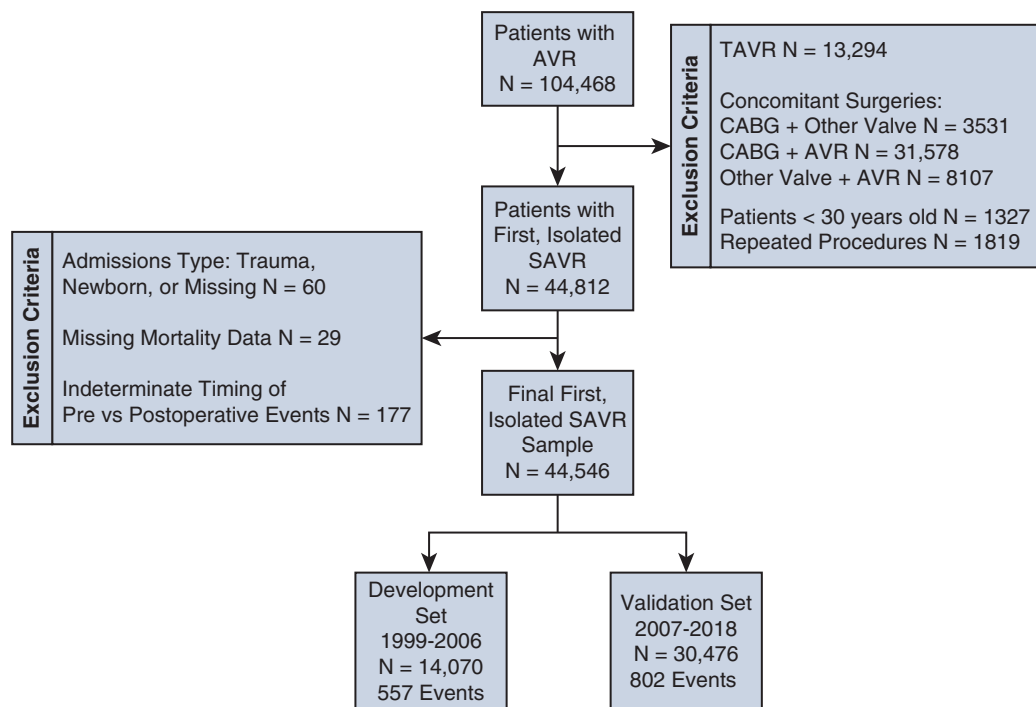 Patients with
AVR
N = 104,468
Exclusion Criteria
TAVR N = 13,294
Concomitant Surgeries:
CABG + Other Valve N = 3531
CABG + AVR N = 31,578
Other Valve + AVR N = 8107
Patients < 30 years old N = 1327
Repeated Procedures N = 1819
Patients with
First, Isolated
SAVR
N = 44,812
Exclusion Criteria
Admissions Type: Trauma,
Newborn, or Missing N = 60
Missing Mortality Data N = 29
Indeterminate Timing of
Pre vs Postoperative Events N = 177
Final First,
Isolated SAVR
Sample
N = 44,546
Development
Set
1999-2006
N = 14,070
557 Events
Validation Set
2007-2018
N = 30,476
802 Events